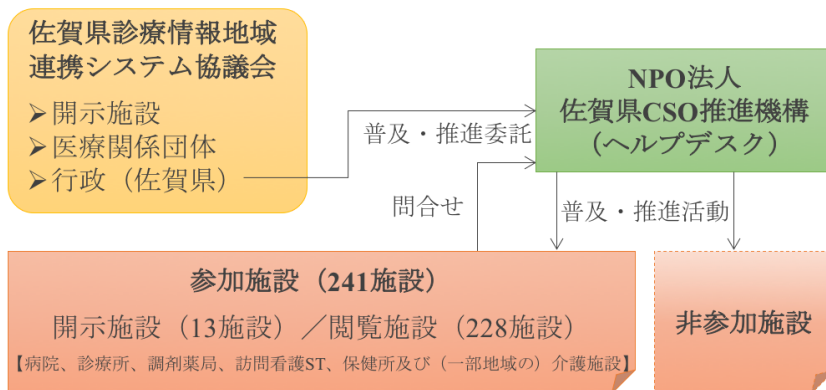 佐賀県診療情報地域
連携システム協議会
➢開示施設
➢医療関係団体
➢行政（佐賀県）
NPO法人
佐賀県CSO推進機構
（ヘルプデスク）
普及・推進委託
問合せ
普及・推進活動
参加施設（241施設）
開示施設（13施設）／閲覧施設（228施設）
【病院、診療所、調剤薬局、訪問看護ST、保健所及び（一部地域の）介護施設】
非参加施設